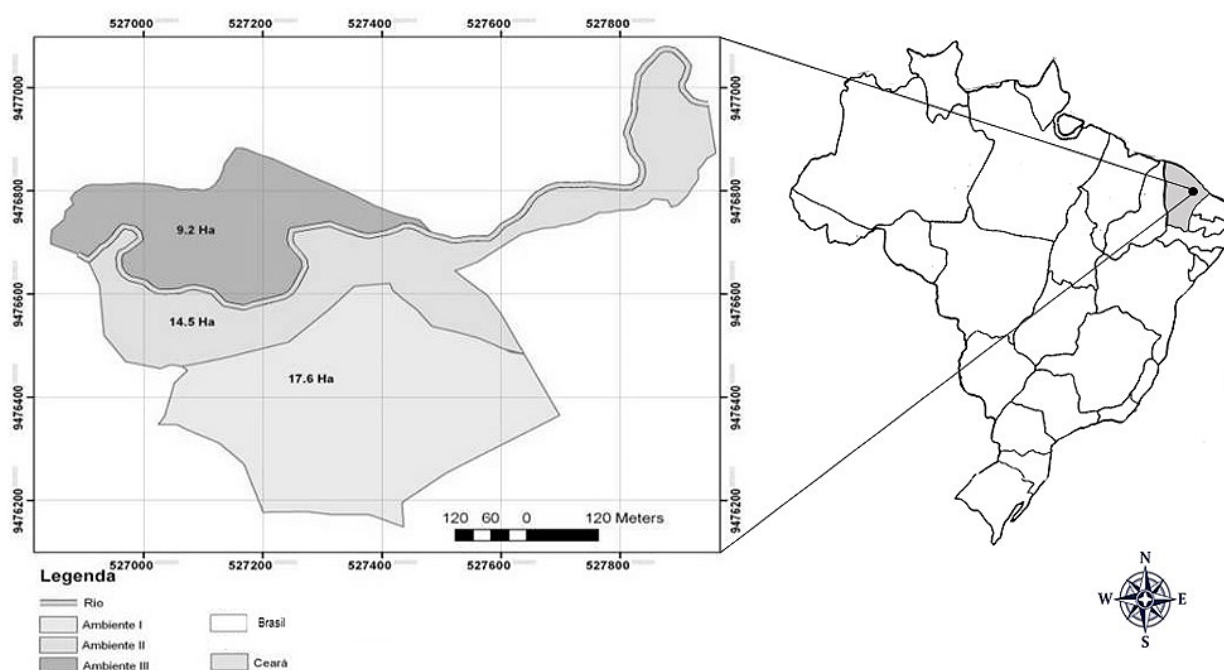 527000 527200 527400 527600 527800
9477000 9477000
9476800 9476800
9.2 Ha
9476600 9476600
14.5 Ha
17.6 Ha
9476400 9476400
9476200 9476200
120 60 0 120 Meters
527000 527200 527400 527600 527800
Legenda
Rio
Ambiente I
Ambiente II
Ambiente III
Brasil
Ceará
N
W E
S